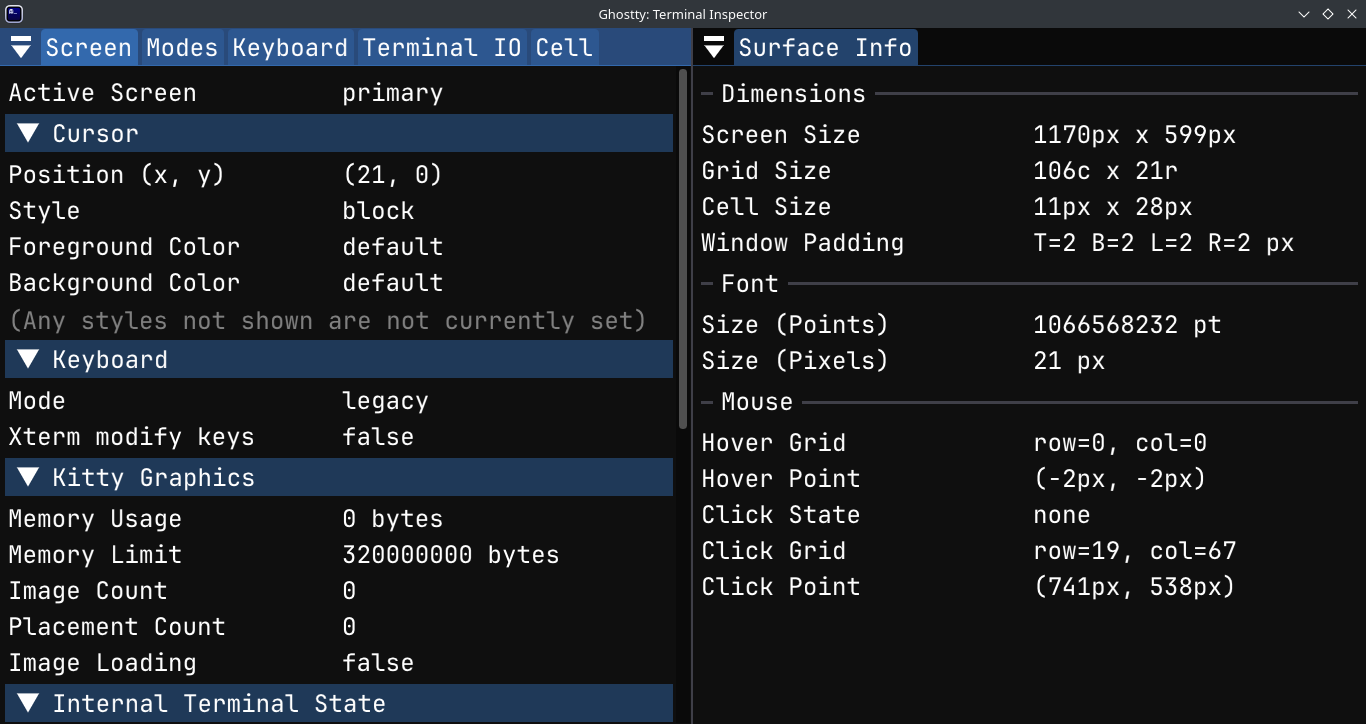 Ghostty: Terminal Inspector
Screen Modes Keyboard Terminal IO Cell
Active Screen primary
Cursor
Position (x, y) (21, 0)
Style block
Foreground Color default
Background Color default
(Any styles not shown are not currently set)
Keyboard
Mode legacy
Xterm modify keys false
Kitty Graphics
Memory Usage 0 bytes
Memory Limit 320000000 bytes
Image Count 0
Placement Count 0
Image Loading false
Internal Terminal State
Surface Info
Dimensions
Screen Size 1170px x 599px
Grid Size 106c x 21r
Cell Size 11px x 28px
Window Padding T=2 B=2 L=2 R=2 px
Font
Size (Points) 1066568232 pt
Size (Pixels) 21 px
Mouse
Hover Grid row=0, col=0
Hover Point (-2px, -2px)
Click State none
Click Grid row=19, col=67
Click Point (741px, 538px)